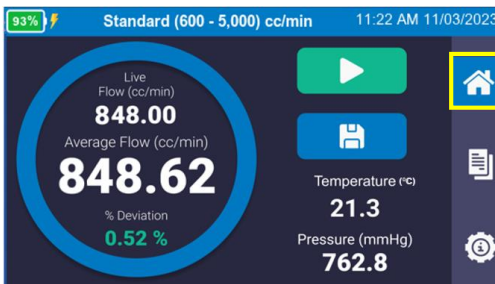 93%
Standard (600 - 5,000) cc/min
11:22 AM 11/03/2023
Live
Flow (cc/min)
848.00
Average Flow (cc/min)
848.62
% Deviation
0.52 %
Temperature (°C)
21.3
Pressure (mmHg)
762.8